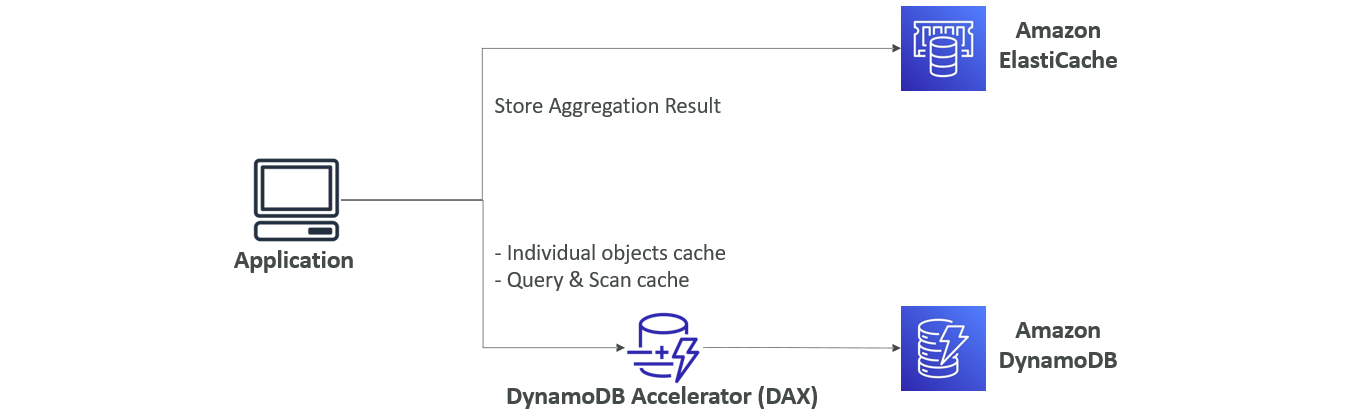 Amazon
ElastiCache
Store Aggregation Result
Application
- Individual objects cache
- Query & Scan cache
Amazon
DynamoDB
DynamoDB Accelerator (DAX)